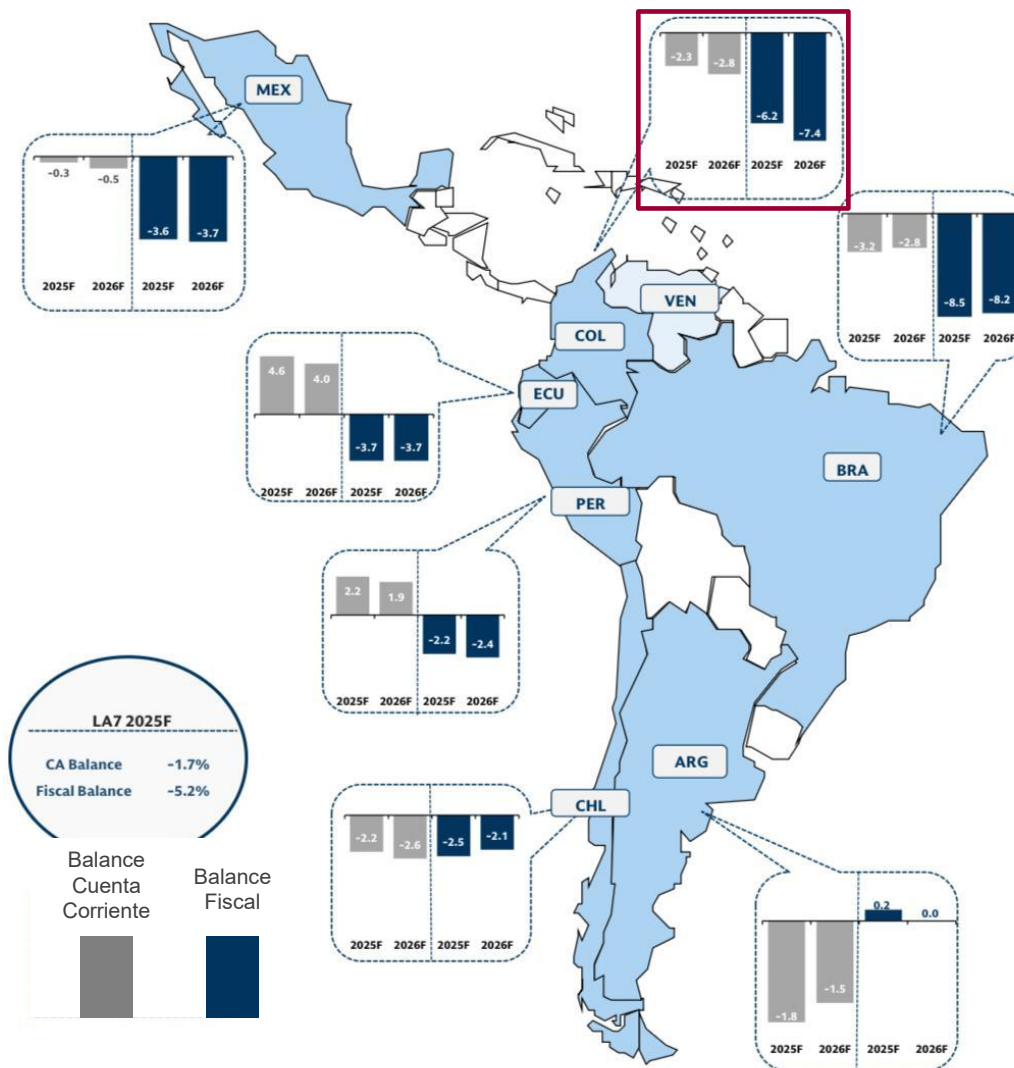 MEX
−0.3 −0.5 −3.6 −3.7
2025F 2026F 2025F 2026F
−2.3 −2.8 −6.2 −7.4
2025F 2026F 2025F 2026F
−3.2 −2.8 −8.5 −8.2
2025F 2026F 2025F 2026F
VEN
COL
ECU
4.6 4.0 −3.7 −3.7
2025F 2026F 2025F 2026F
BRA
PER
2.2 1.9 −2.2 −2.4
2025F 2026F 2025F 2026F
LA7 2025F
CA Balance −1.7%
Fiscal Balance −5.2%
ARG
CHL
−2.2 −2.6 −2.5 −2.1
2025F 2026F 2025F 2026F
Balance
Cuenta
Corriente
Balance
Fiscal
0.2 0.0
−1.8 −1.5
2025F 2026F 2025F 2026F